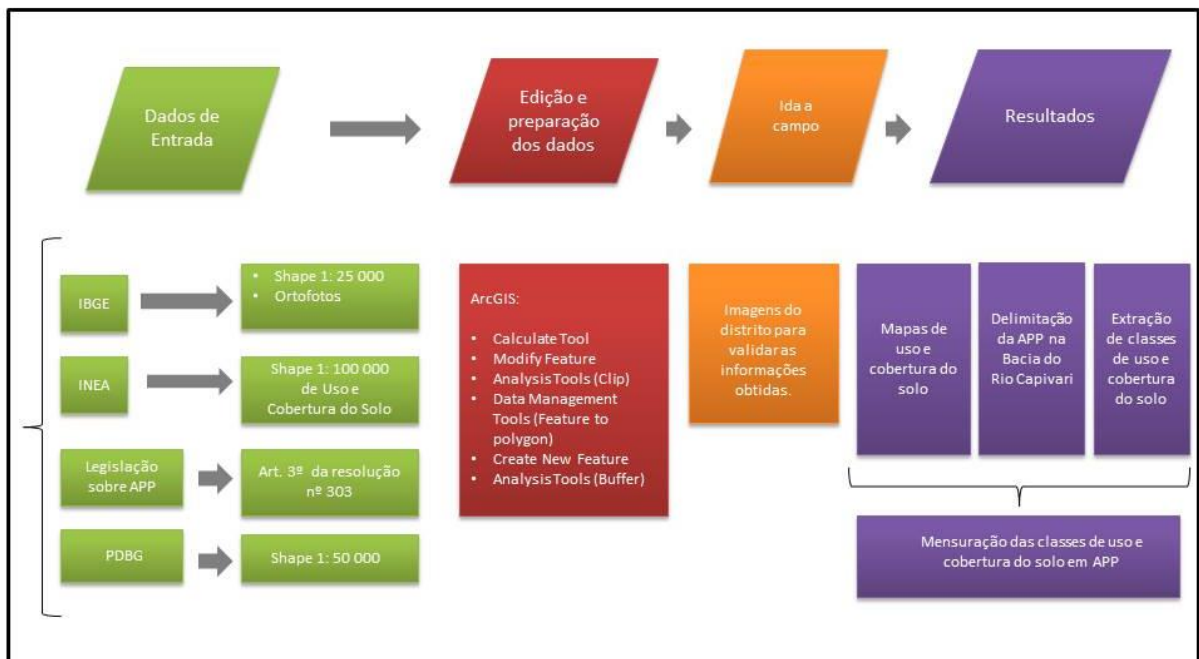 Dados de
Entrada
Edição e
preparação
dos dados
Ida a
campo
Resultados
IBGE
• Shape 1: 25 000
• Ortofotos
INEA
Shape 1: 100 000
de Uso e
Cobertura do Solo
Legislação
sobre APP
Art. 3º da resolução
nº 303
PDBG
Shape 1: 50 000
ArcGIS:
• Calculate Tool
• Modify Feature
• Analysis Tools (Clip)
• Data Management
Tools (Feature to
polygon)
• Create New Feature
• Analysis Tools (Buffer)
Imagens do
distrito para
validar as
informações
obtidas.
Mapas de
uso e
cobertura do
solo
Delimitação
da APP na
Bacia do
Rio Capivari
Extração
de classes
de uso e
cobertura
do solo
Mensuração das classes de uso e
cobertura do solo em APP